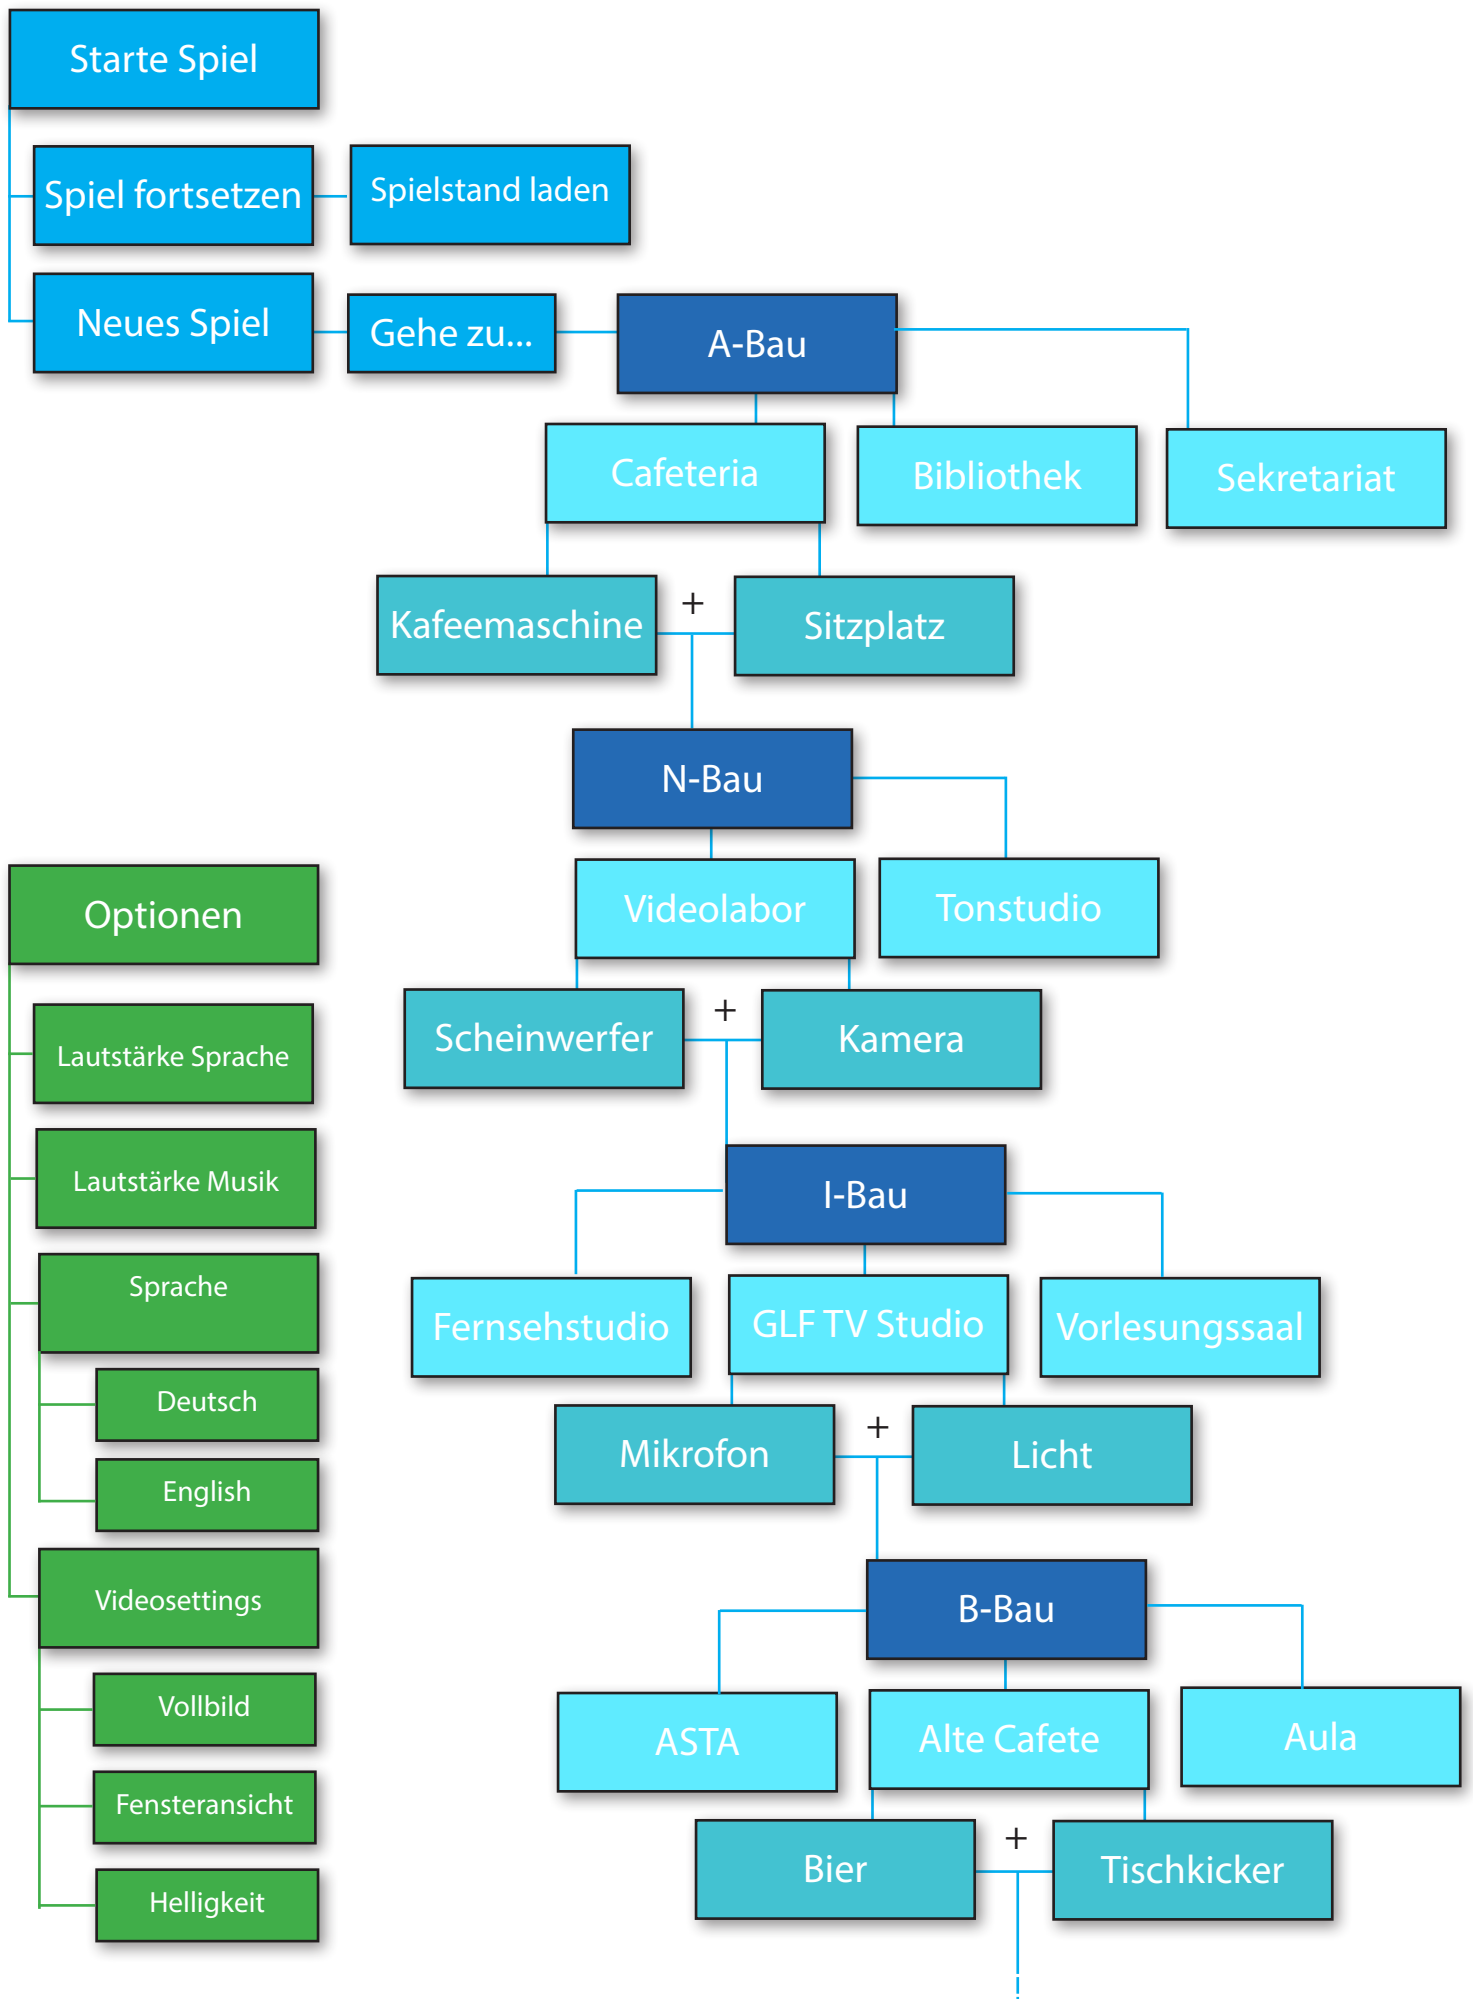 Starte Spiel
Spiel fortsetzen
Spielstand laden
Neues Spiel
Gehe zu...
A-Bau
Cafeteria
Bibliothek
Sekretariat
Kafeemaschine
+
Sitzplatz
N-Bau
Videolabor
Tonstudio
Scheinwerfer
+
Kamera
I-Bau
Fernsehstudio
GLF TV Studio
Vorlesungssaal
Mikrofon
+
Licht
B-Bau
ASTA
Alte Cafete
Aula
Bier
+
Tischkicker
Optionen
Lautstärke Sprache
Lautstärke Musik
Sprache
Deutsch
English
Videosettings
Vollbild
Fensteransicht
Helligkeit